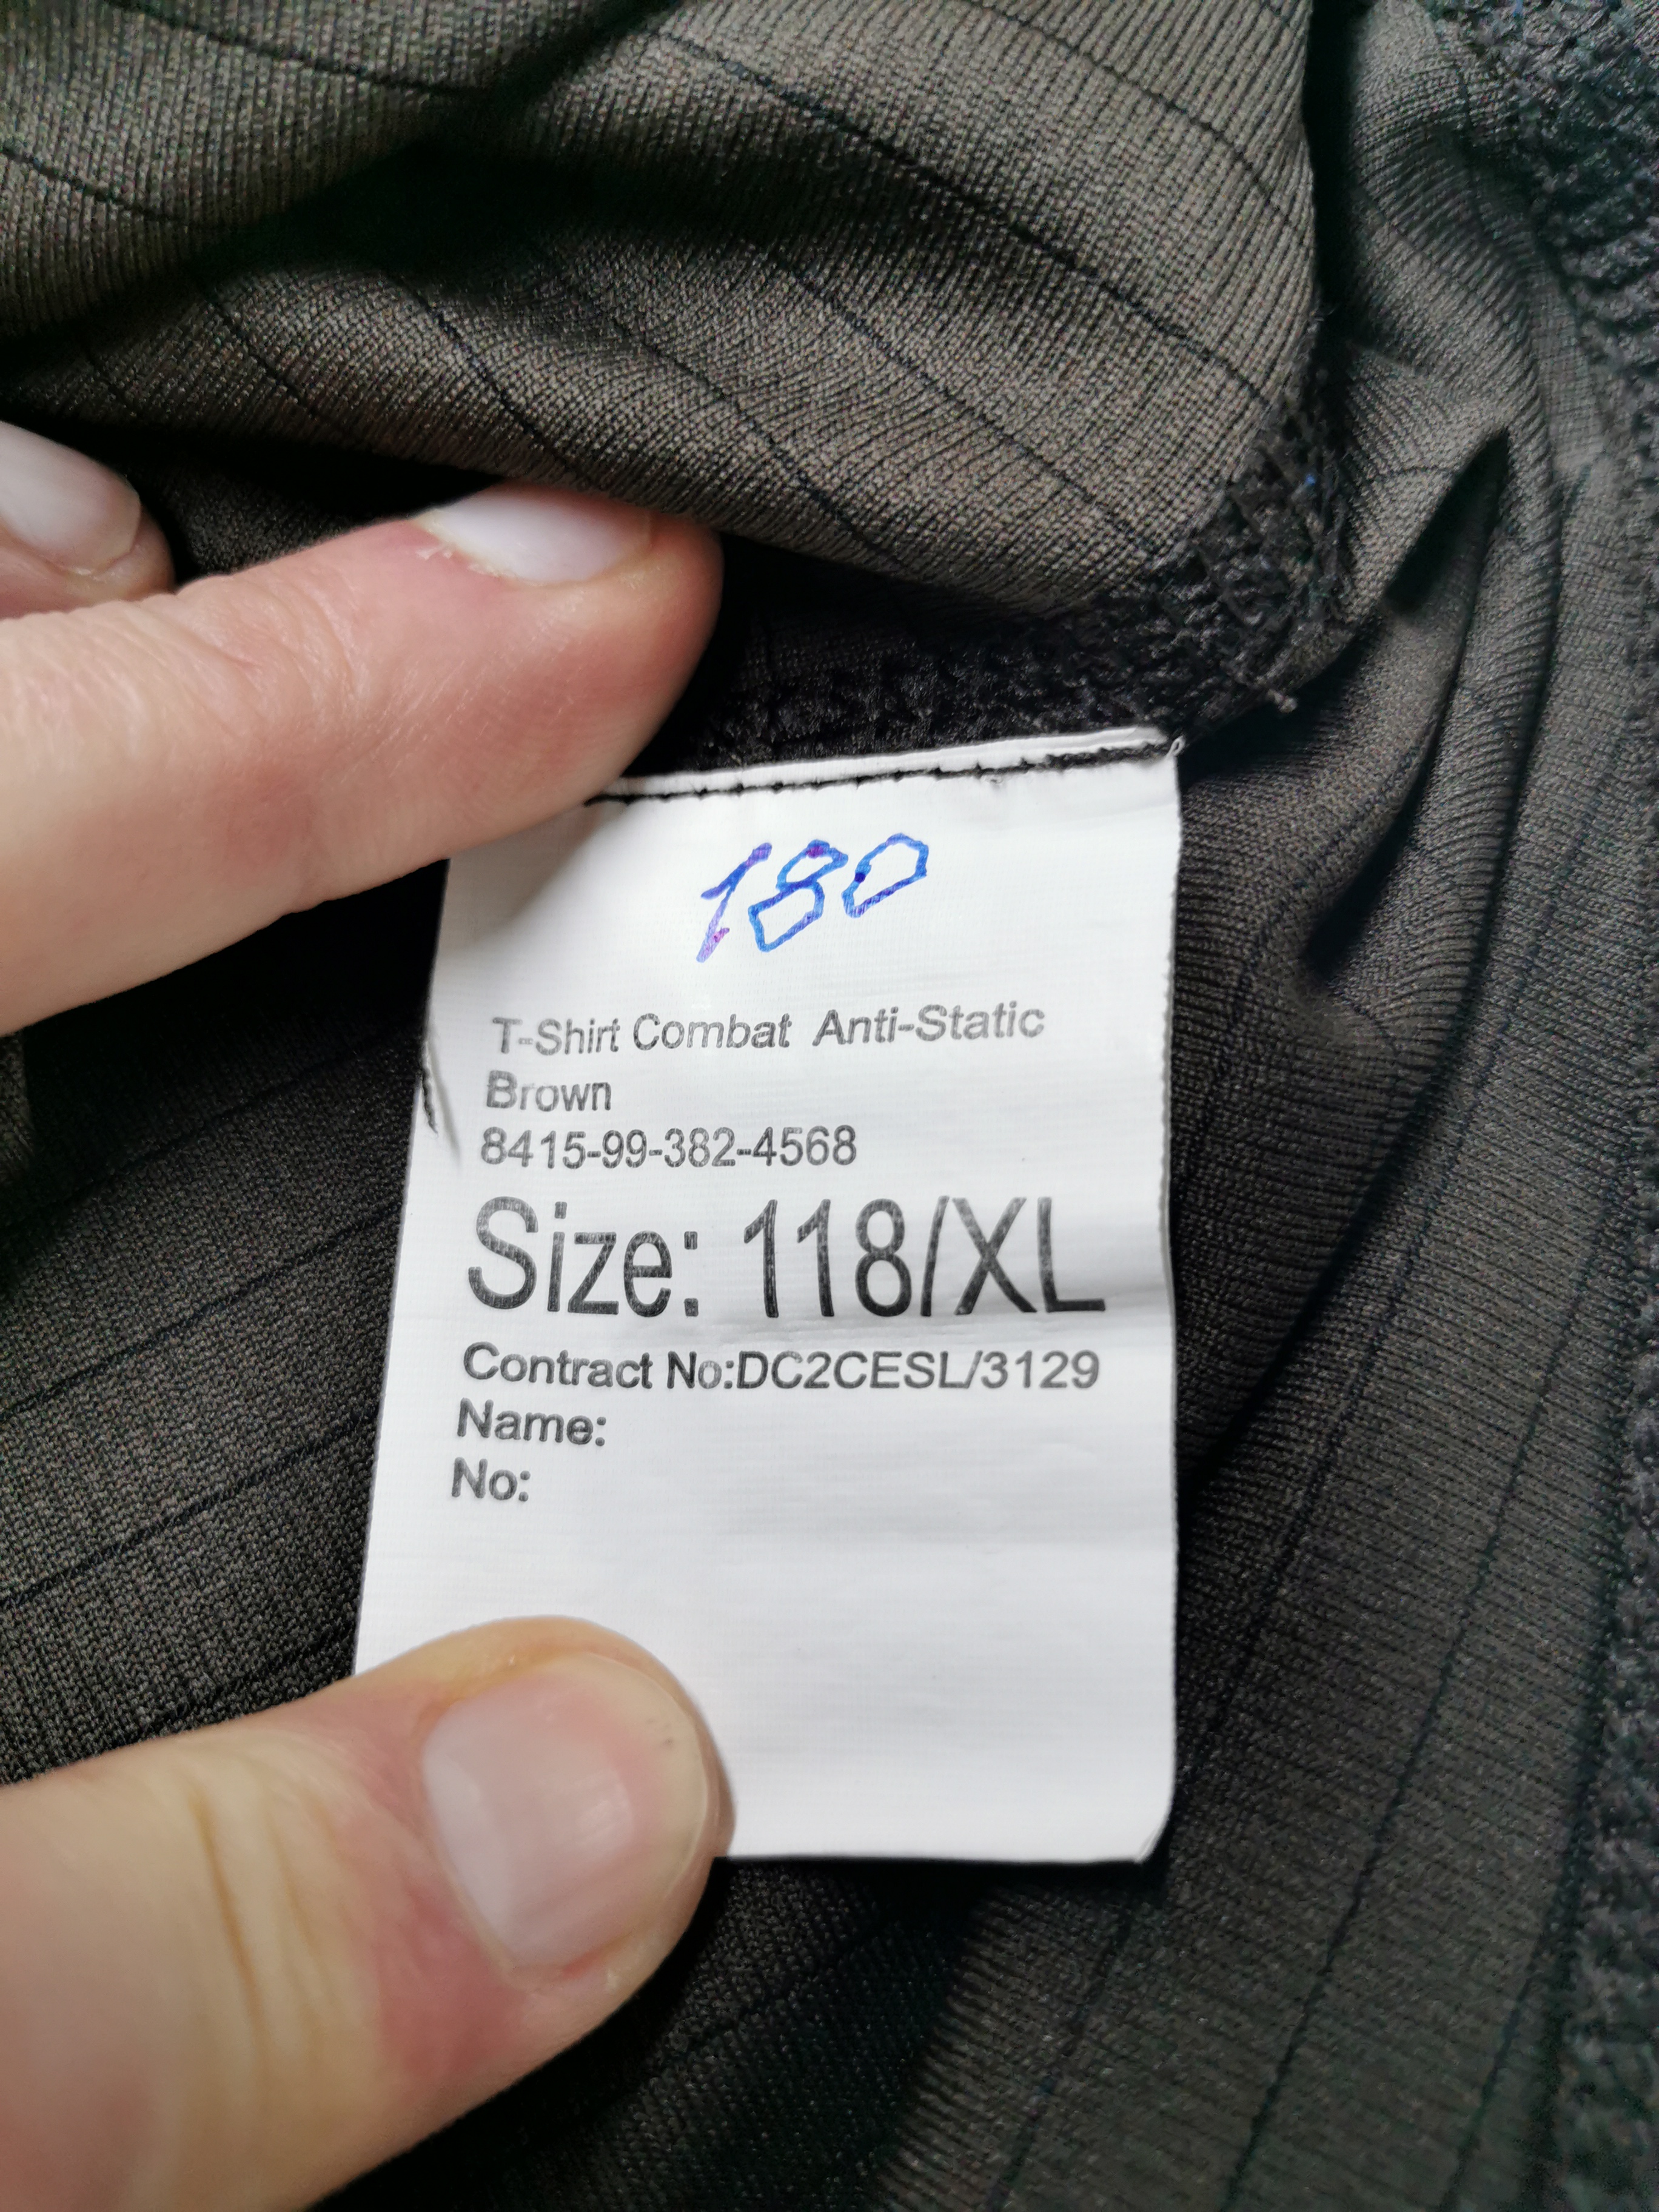 180
T-Shirt Combat Anti-Static
Brown
8415-99-382-4568
Size: 118/XL
Contract No:DC2CESL/3129
Name:
No: